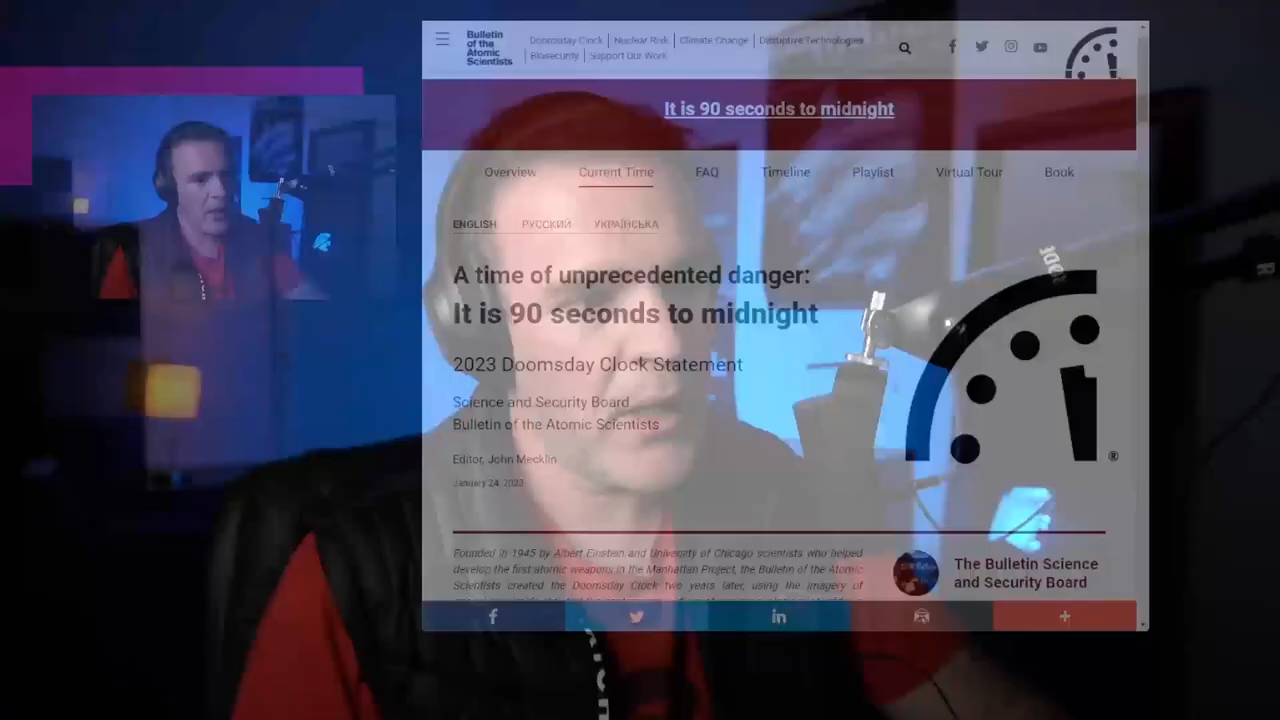 Bulletin
of the
Atomic
Scientists
Doomsday Clock | Nuclear Risk | Climate Change | Disruptive Technologies
| Biosecurity | Support Our Work
It is 90 seconds to midnight
Overview Current Time FAQ Timeline Playlist Virtual Tour Book
ENGLISH РУССКИЙ УКРАЇНСЬКА
A time of unprecedented danger:
It is 90 seconds to midnight
2023 Doomsday Clock Statement
Science and Security Board
Bulletin of the Atomic Scientists
Editor, John Mecklin
January 24, 2023
®
Founded in 1945 by Albert Einstein and University of Chicago scientists who helped
develop the first atomic weapons in the Manhattan Project, the Bulletin of the Atomic
Scientists created the Doomsday Clock two years later, using the imagery of
The Bulletin Science
and Security Board